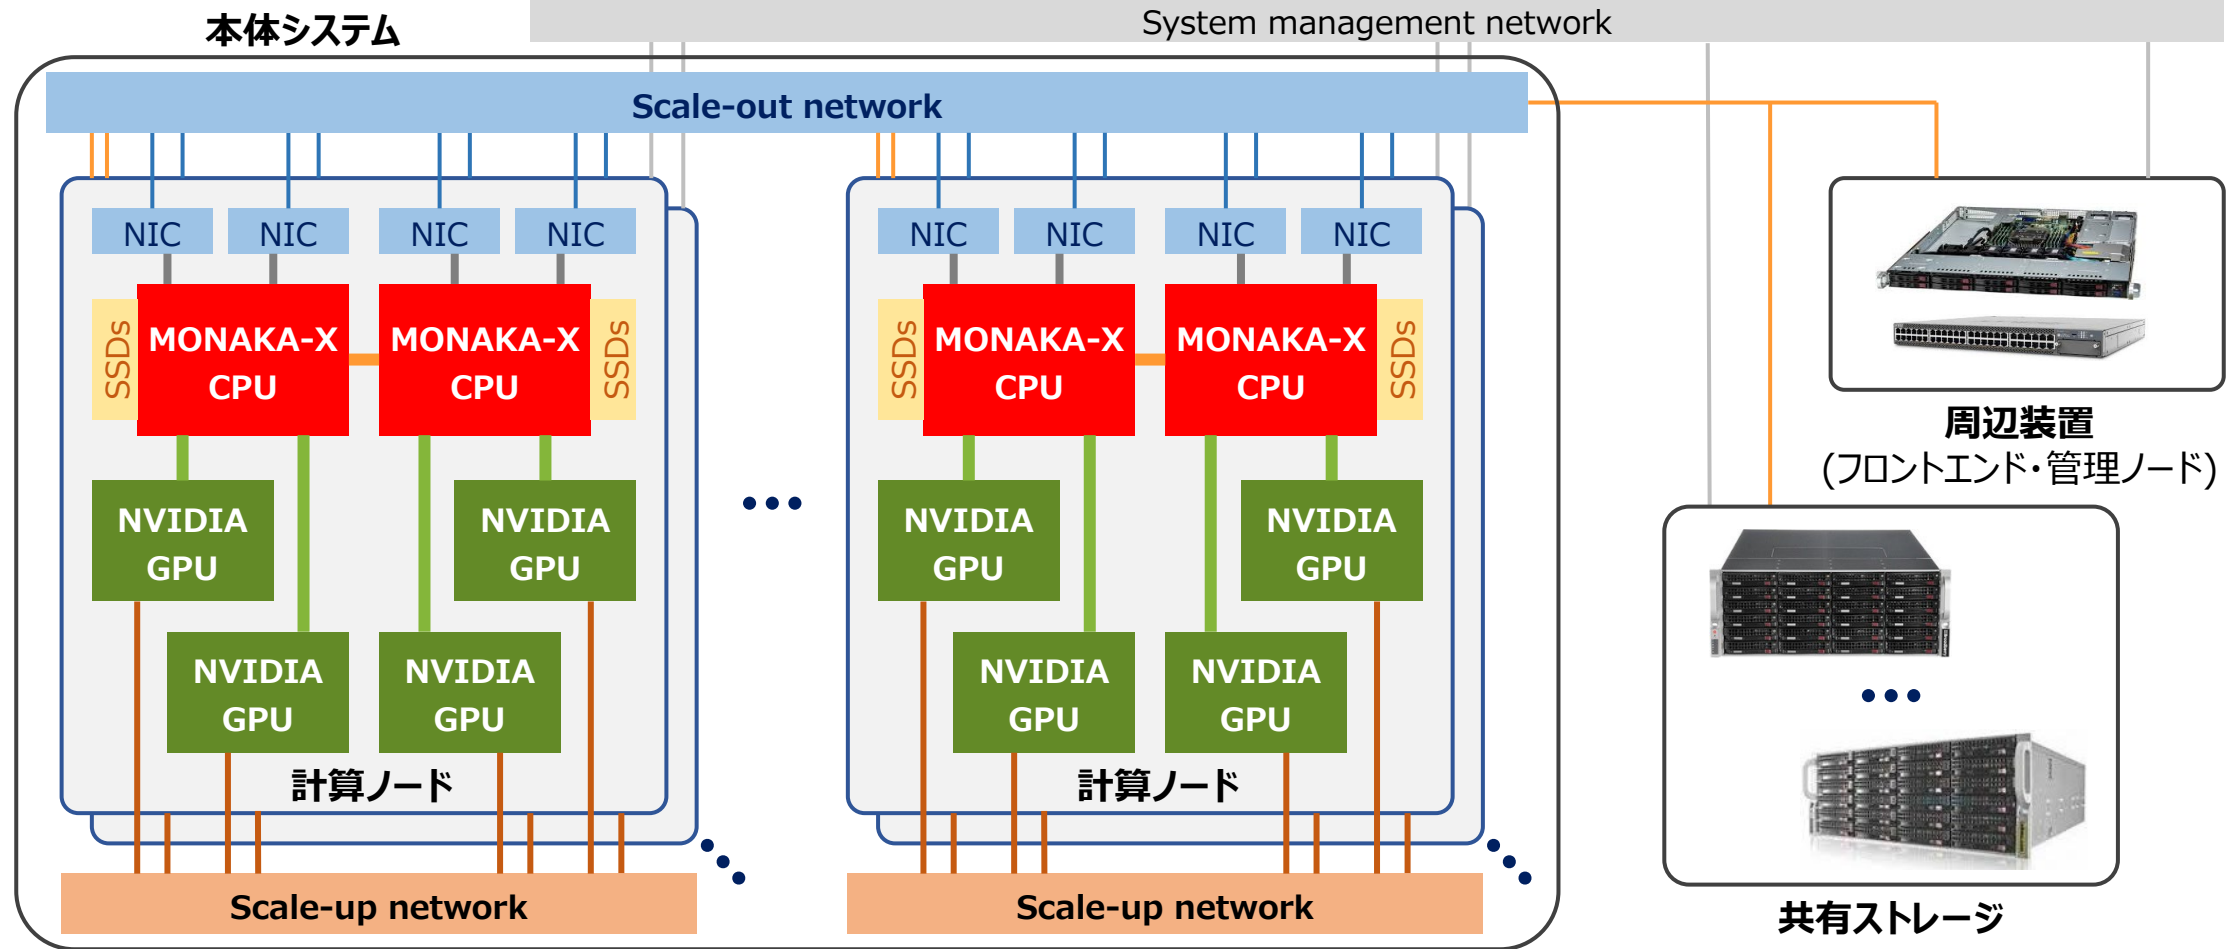 本体システム
System management network
Scale-out network
NIC
NIC
NIC
NIC
SSDs
MONAKA-X
CPU
MONAKA-X
CPU
SSDs
NVIDIA
GPU
NVIDIA
GPU
NVIDIA
GPU
NVIDIA
GPU
計算ノード
Scale-up network
NIC
NIC
NIC
NIC
SSDs
MONAKA-X
CPU
MONAKA-X
CPU
SSDs
NVIDIA
GPU
NVIDIA
GPU
NVIDIA
GPU
NVIDIA
GPU
計算ノード
Scale-up network
周辺装置
(フロントエンド・管理ノード)
共有ストレージ